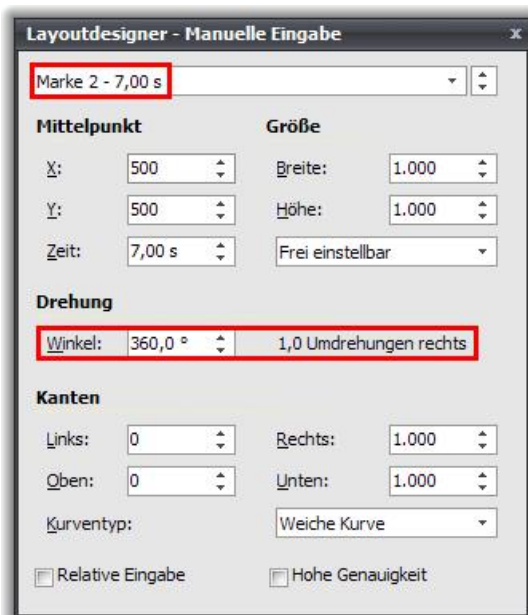 Layoutdesigner - Manuelle Eingabe x
Marke 2 - 7,00 s
Mittelpunkt Größe
X: 500 Breite: 1.000
Y: 500 Höhe: 1.000
Zeit: 7,00 s Frei einstellbar
Drehung
Winkel: 360,0 ° 1,0 Umdrehungen rechts
Kanten
Links: 0 Rechts: 1.000
Oben: 0 Unten: 1.000
Kurventyp: Weiche Kurve
Relative Eingabe Hohe Genauigkeit